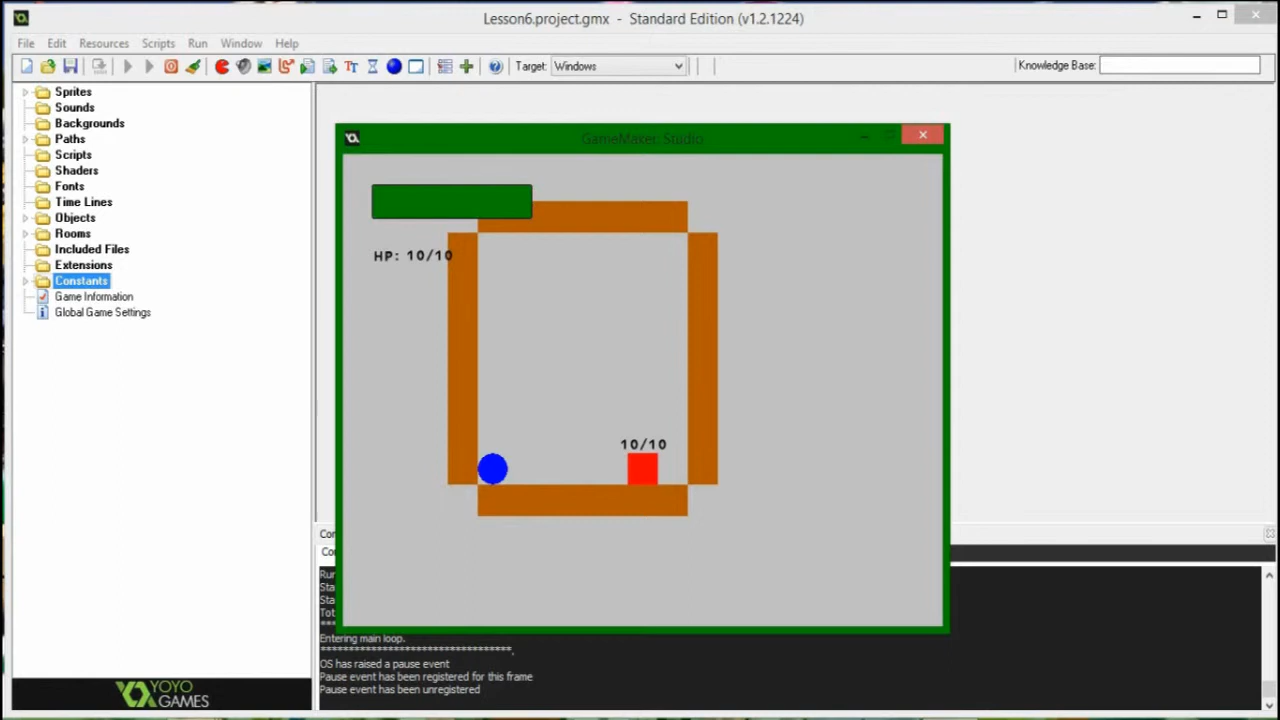 Lesson6.project.gmx - Standard Edition (v1.2.1224)
File Edit Resources Scripts Run Window Help
Target: Windows
Knowledge Base:
Sprites
Sounds
Backgrounds
Paths
Scripts
Shaders
Fonts
Time Lines
Objects
Rooms
Included Files
Extensions
Constants
Game Information
Global Game Settings
GameMaker: Studio
HP: 10/10
10/10
Entering main loop.
**********************************.
OS has raised a pause event
Pause event has been registered for this frame
Pause event has been unregistered
YOYO
GAMES